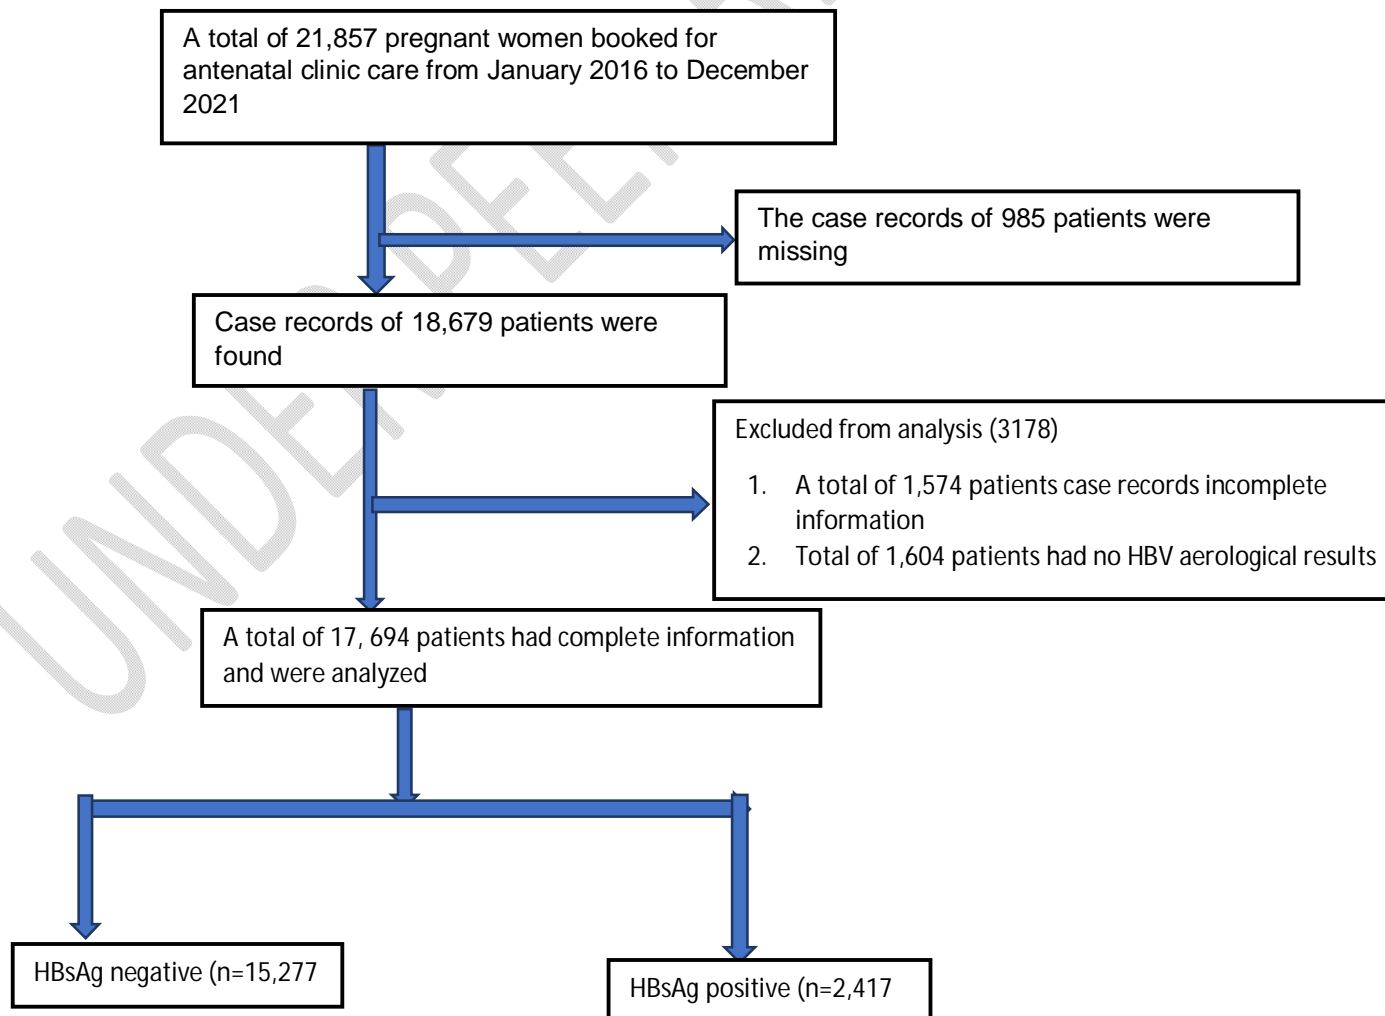 A total of 21,857 pregnant women booked for
antenatal clinic care from January 2016 to December
2021
The case records of 985 patients were
missing
Case records of 18,679 patients were
found
Excluded from analysis (3178)
1. A total of 1,574 patients case records incomplete
information
2. Total of 1,604 patients had no HBV aerological results
A total of 17, 694 patients had complete information
and were analyzed
HBsAg negative (n=15,277
HBsAg positive (n=2,417
UNDER PEER